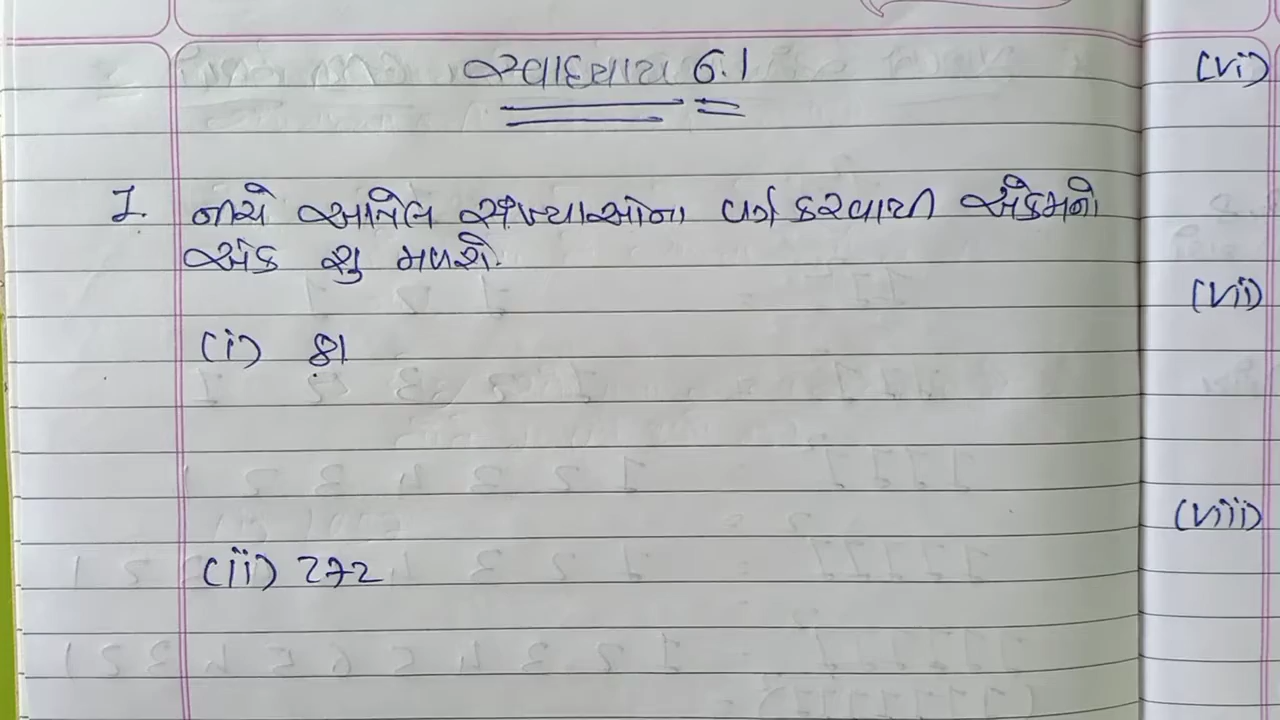 સ્વાધ્યાય 6.1
1. નીચે આપેલ સંખ્યાઓના વર્ગ કરવાથી એકમનો
અંક શું મળશે.
(i) 81
(ii) 272
(vi)
(vii)
(viii)